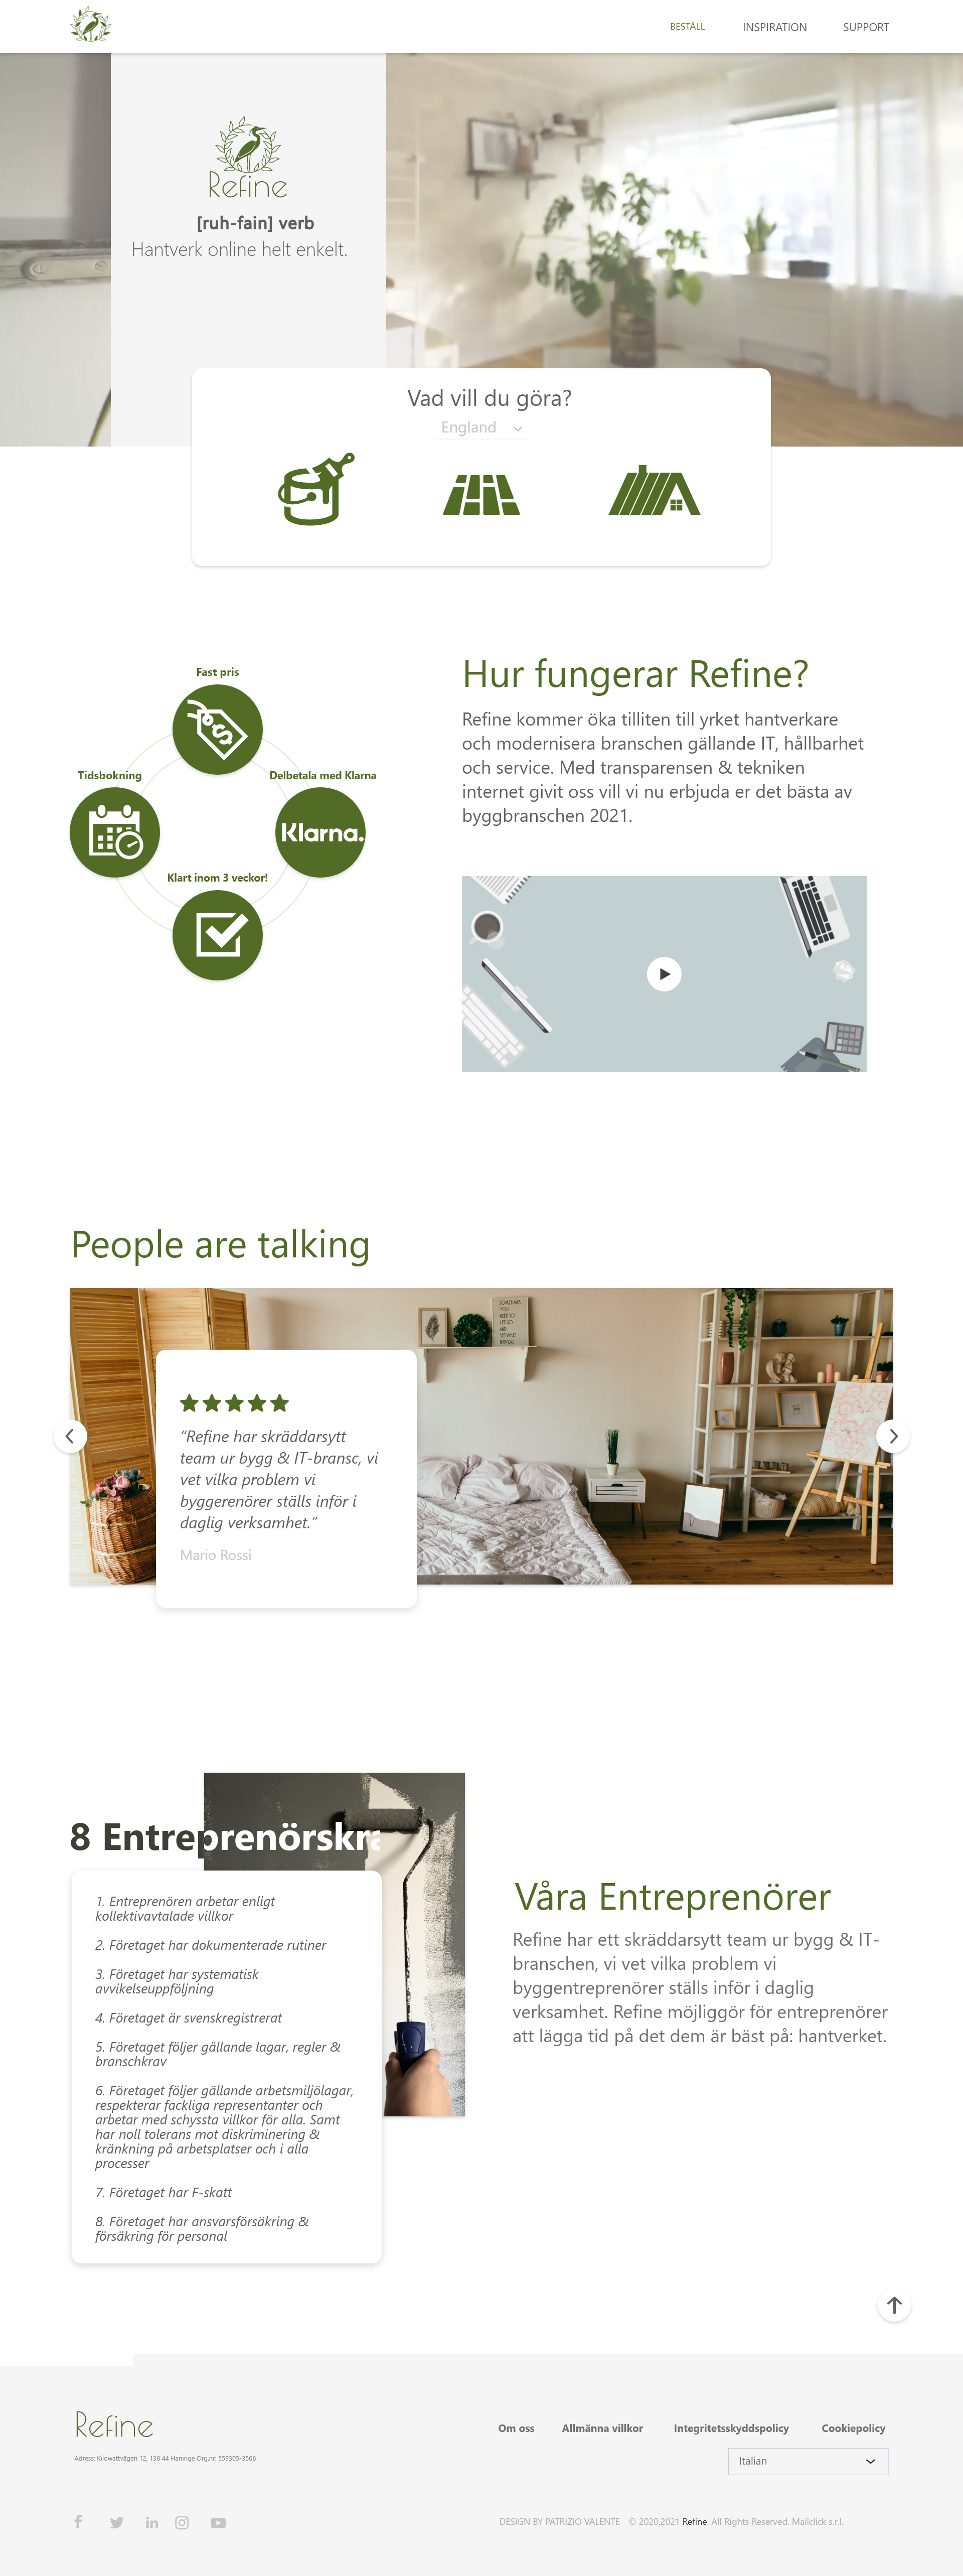 BESTÄLL
INSPIRATION
SUPPORT
Refine
[ruh-fain] verb
Hantverk online helt enkelt.
Vad vill du göra?
England
Fast pris
Tidsbokning
Delbetala med Klarna
Klarna.
Klart inom 3 veckor!
Hur fungerar Refine?
Refine kommer öka tilliten till yrket hantverkare
och modernisera branschen gällande IT, hållbarhet
och service. Med transparensen & tekniken
internet givit oss vill vi nu erbjuda er det bästa av
byggbranschen 2021.
People are talking
SOMETIMES
YOU
NEED TO
LET GO
AND
SEE WHAT
HAPPENS
“Refine har skräddarsytt
team ur bygg & IT-bransc, vi
vet vilka problem vi
byggerenörer ställs inför i
daglig verksamhet.”
Mario Rossi
8 Entreprenörskra
1. Entreprenören arbetar enligt
kollektivavtalade villkor
2. Företaget har dokumenterade rutiner
3. Företaget har systematisk
avvikelseuppföljning
4. Företaget är svenskregistrerat
5. Företaget följer gällande lagar, regler &
branschkrav
6. Företaget följer gällande arbetsmiljölagar,
respekterar fackliga representanter och
arbetar med schyssta villkor för alla. Samt
har noll tolerans mot diskriminering &
kränkning på arbetsplatser och i alla
processer
7. Företaget har F-skatt
8. Företaget har ansvarsförsäkring &
försäkring för personal
Våra Entreprenörer
Refine har ett skräddarsytt team ur bygg & IT-
branschen, vi vet vilka problem vi
byggentreprenörer ställs inför i daglig
verksamhet. Refine möjliggör för entreprenörer
att lägga tid på det dem är bäst på: hantverket.
Refine
Adress: Kilowattvägen 12, 136 44 Haninge Org.nr: 559305-3506
Om oss
Allmänna villkor
Integritetsskyddspolicy
Cookiepolicy
Italian
DESIGN BY PATRIZIO VALENTE - © 2020.2021 Refine. All Rights Reserved. Mailclick s.r.l.